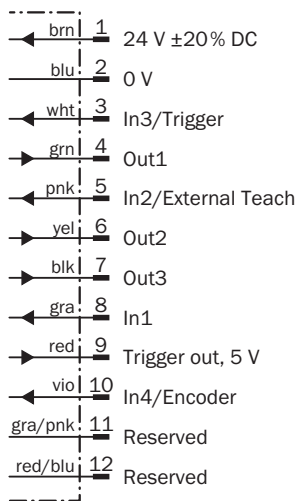 brn 1 24 V ±20% DC
blu 2 0 V
wht 3 In3/Trigger
grn 4 Out1
pnk 5 In2/External Teach
yel 6 Out2
blk 7 Out3
gra 8 In1
red 9 Trigger out, 5 V
vio 10 In4/Encoder
gra/pnk 11 Reserved
red/blu 12 Reserved